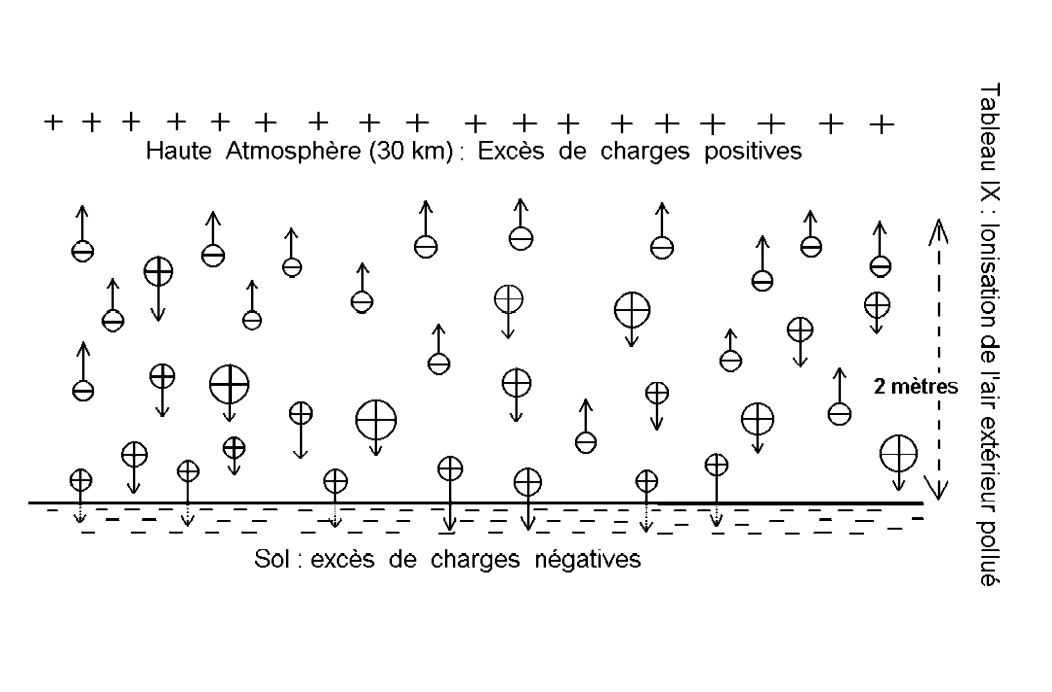 + + + + + + + + + + + + + + + + + +
Haute Atmosphère (30 km) : Excès de charges positives
2 mètres
Sol : excès de charges négatives
Tableau IX : Ionisation de l'air extérieur pollué